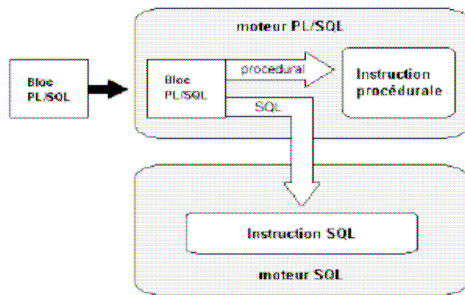 moteur PL/SQL
Bloc
PL/SQL
Bloc
PL/SQL
procedural
SQL
Instruction
procédurale
Instruction SQL
moteur SQL